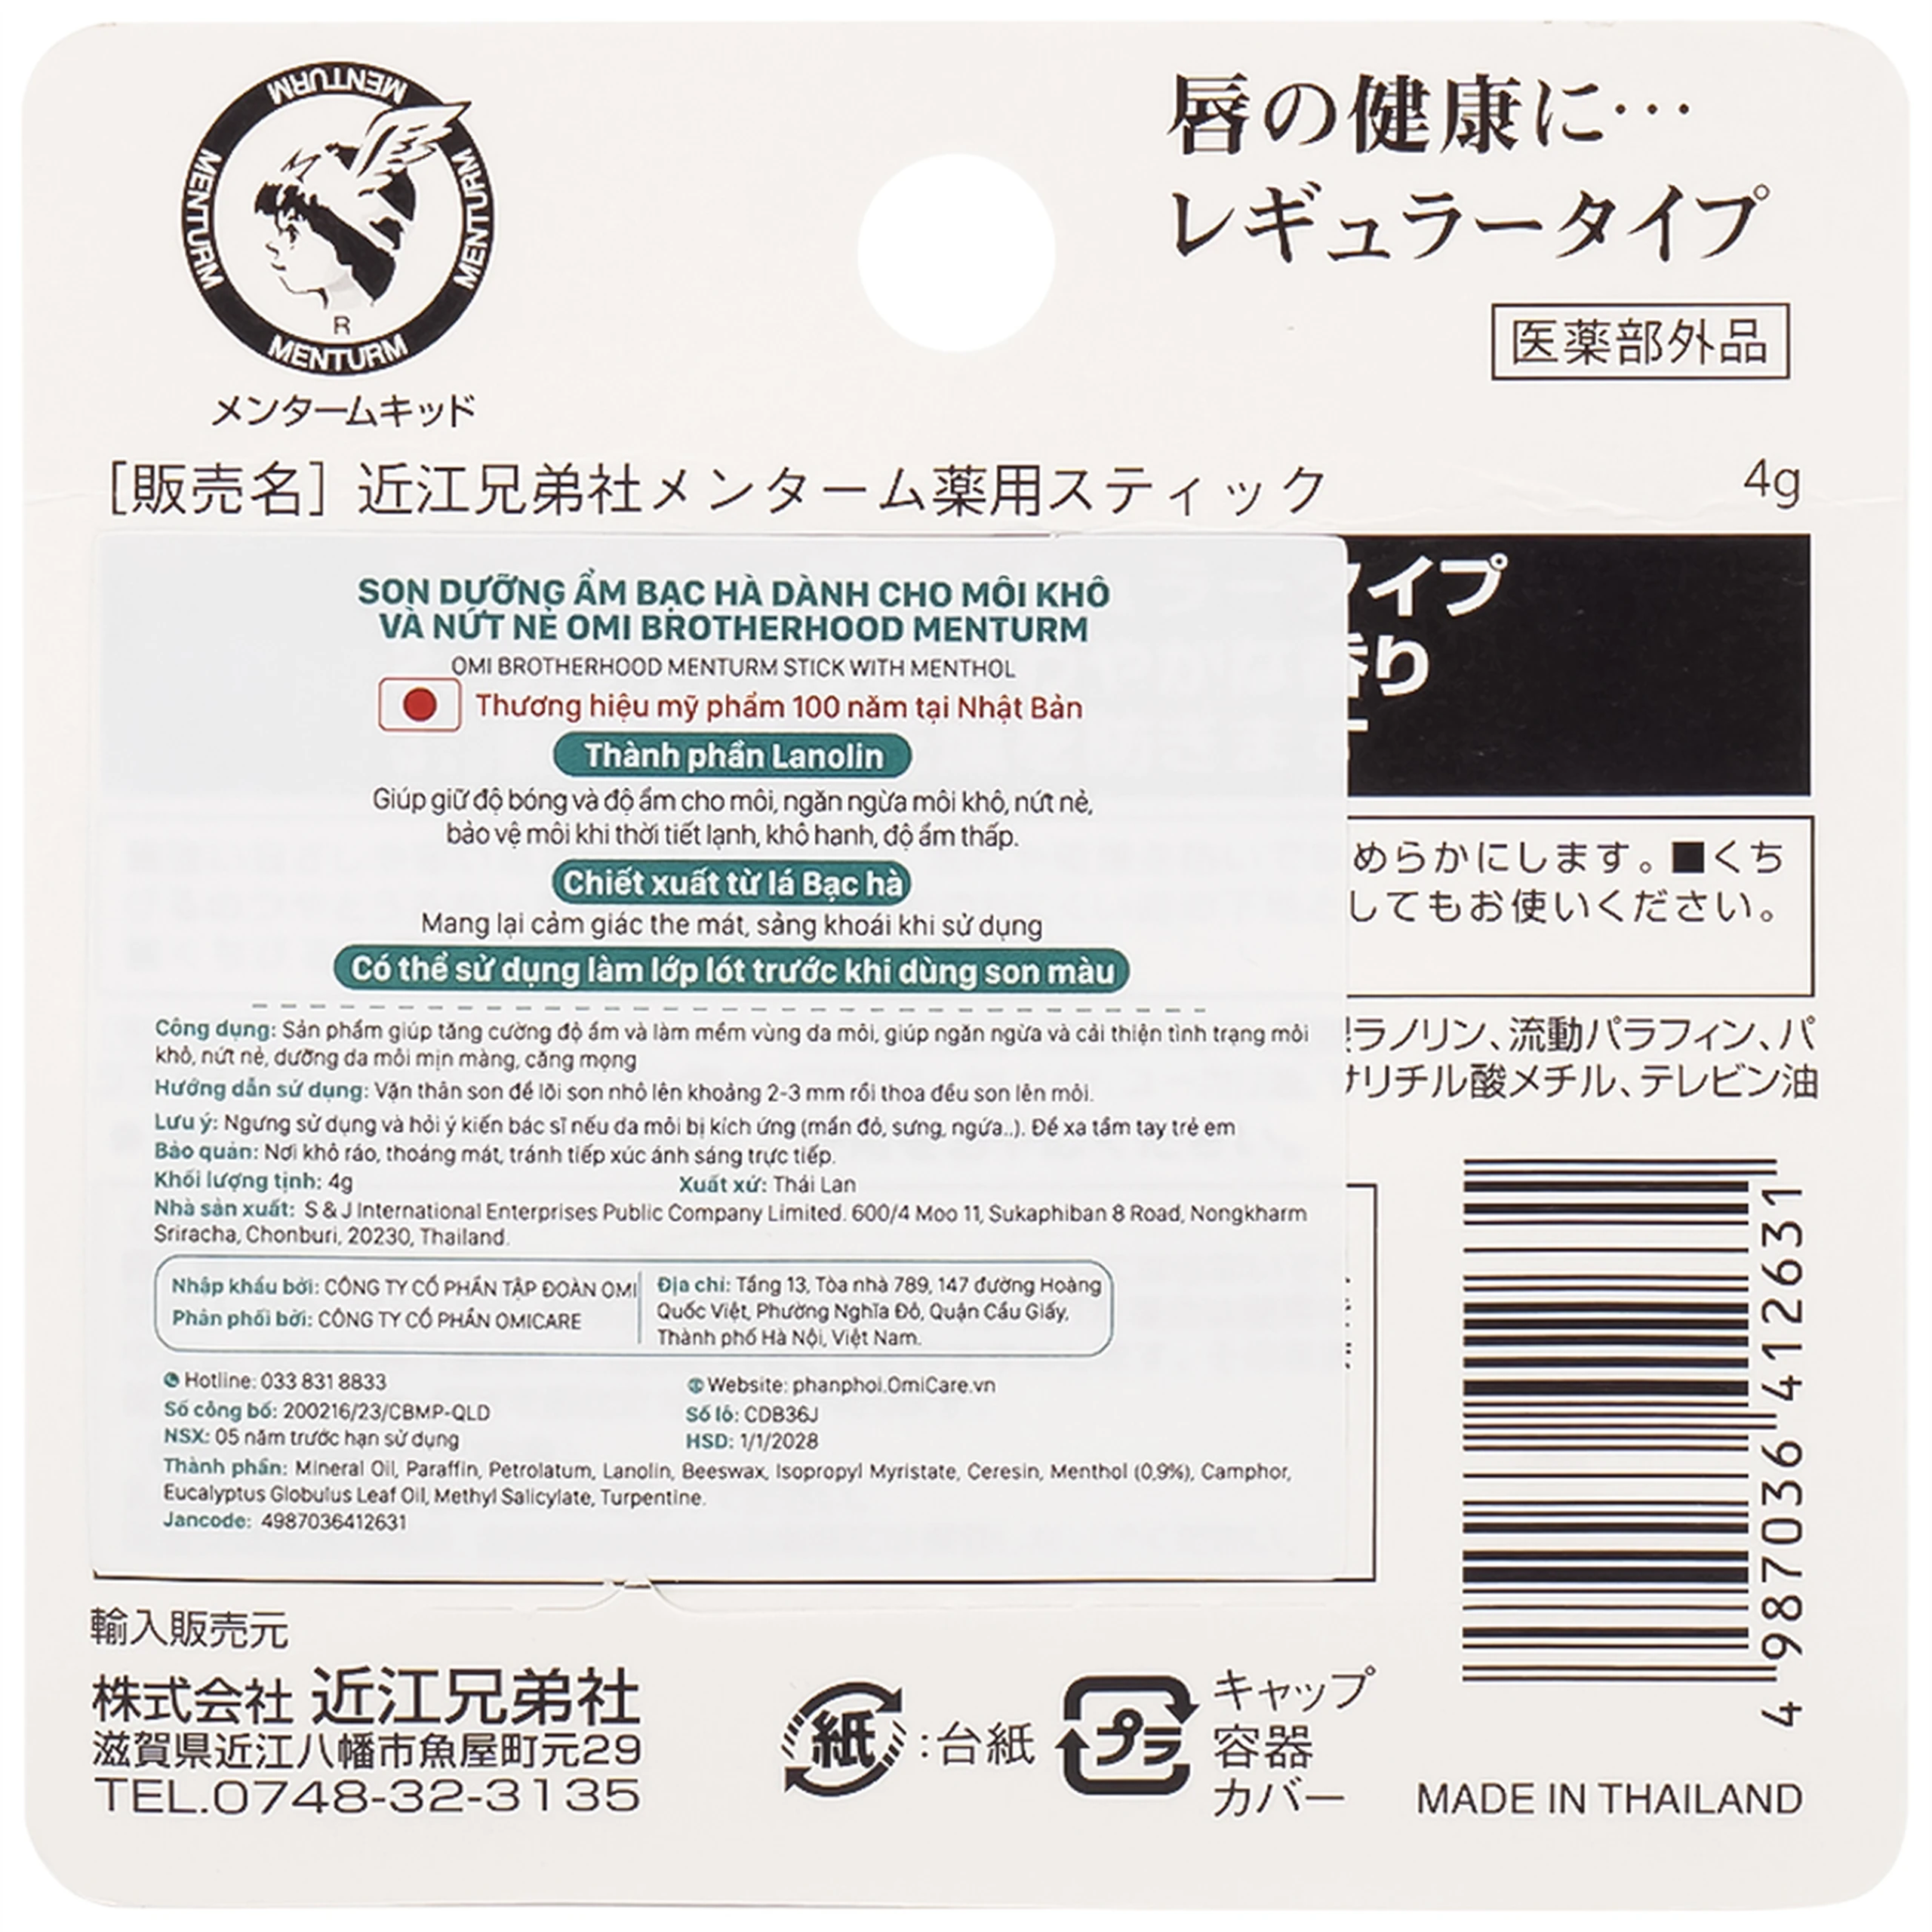 MENTURM
MENTURM
MENTURM
MENTURM
R
メンタームキッド
唇の健康に…
レギュラータイプ
医薬部外品
[販売名] 近江兄弟社メンターム薬用スティック
4g
イプ
り
SON DƯỠNG ẨM BẠC HÀ DÀNH CHO MÔI KHÔ
VÀ NỨT NẺ OMI BROTHERHOOD MENTURM
OMI BROTHERHOOD MENTURM STICK WITH MENTHOL
Thương hiệu mỹ phẩm 100 năm tại Nhật Bản
Thành phần Lanolin
Giúp giữ độ bóng và độ ẩm cho môi, ngăn ngừa môi khô, nứt nẻ,
bảo vệ môi khi thời tiết lạnh, khô hanh, độ ẩm thấp.
Chiết xuất từ lá Bạc hà
Mang lại cảm giác the mát, sảng khoái khi sử dụng
Có thể sử dụng làm lớp lót trước khi dùng son màu
めらかにします。■くち
してもお使いください。
ラノリン、流動パラフィン、パ
サリチル酸メチル、テレビン油
Công dụng: Sản phẩm giúp tăng cường độ ẩm và làm mềm vùng da môi, giúp ngăn ngừa và cải thiện tình trạng môi
khô, nứt nẻ, dưỡng da môi mịn màng, căng mọng
Hướng dẫn sử dụng: Vặn thân son để lõi son nhô lên khoảng 2-3 mm rồi thoa đều son lên môi.
Lưu ý: Ngưng sử dụng và hỏi ý kiến bác sĩ nếu da môi bị kích ứng (mẩn đỏ, sưng, ngứa..). Để xa tầm tay trẻ em
Bảo quản: Nơi khô ráo, thoáng mát, tránh tiếp xúc ánh sáng trực tiếp.
Khối lượng tịnh: 4g Xuất xứ: Thái Lan
Nhà sản xuất: S & J International Enterprises Public Company Limited. 600/4 Moo 11, Sukaphiban 8 Road, Nongkharm
Sriracha, Chonburi, 20230, Thailand.
Nhập khẩu bởi: CÔNG TY CỔ PHẦN TẬP ĐOÀN OMI
Phân phối bởi: CÔNG TY CỔ PHẦN OMICARE
Địa chỉ: Tầng 13, Tòa nhà 789, 147 đường Hoàng
Quốc Việt, Phường Nghĩa Đô, Quận Cầu Giấy,
Thành phố Hà Nội, Việt Nam.
Hotline: 033 831 8833 Website: phanphoi.OmiCare.vn
Số công bố: 200216/23/CBMP-QLD Số lô: CDB36J
NSX: 05 năm trước hạn sử dụng HSD: 1/1/2028
Thành phần: Mineral Oil, Paraffin, Petrolatum, Lanolin, Beeswax, Isopropyl Myristate, Ceresin, Menthol (0,9%), Camphor,
Eucalyptus Globulus Leaf Oil, Methyl Salicylate, Turpentine.
Jancode: 4987036412631
4 987036 412631
輸入販売元
株式会社 近江兄弟社
滋賀県近江八幡市魚屋町元29
TEL.0748-32-3135
紙
:台紙
プラ
キャップ
容器
カバー
MADE IN THAILAND